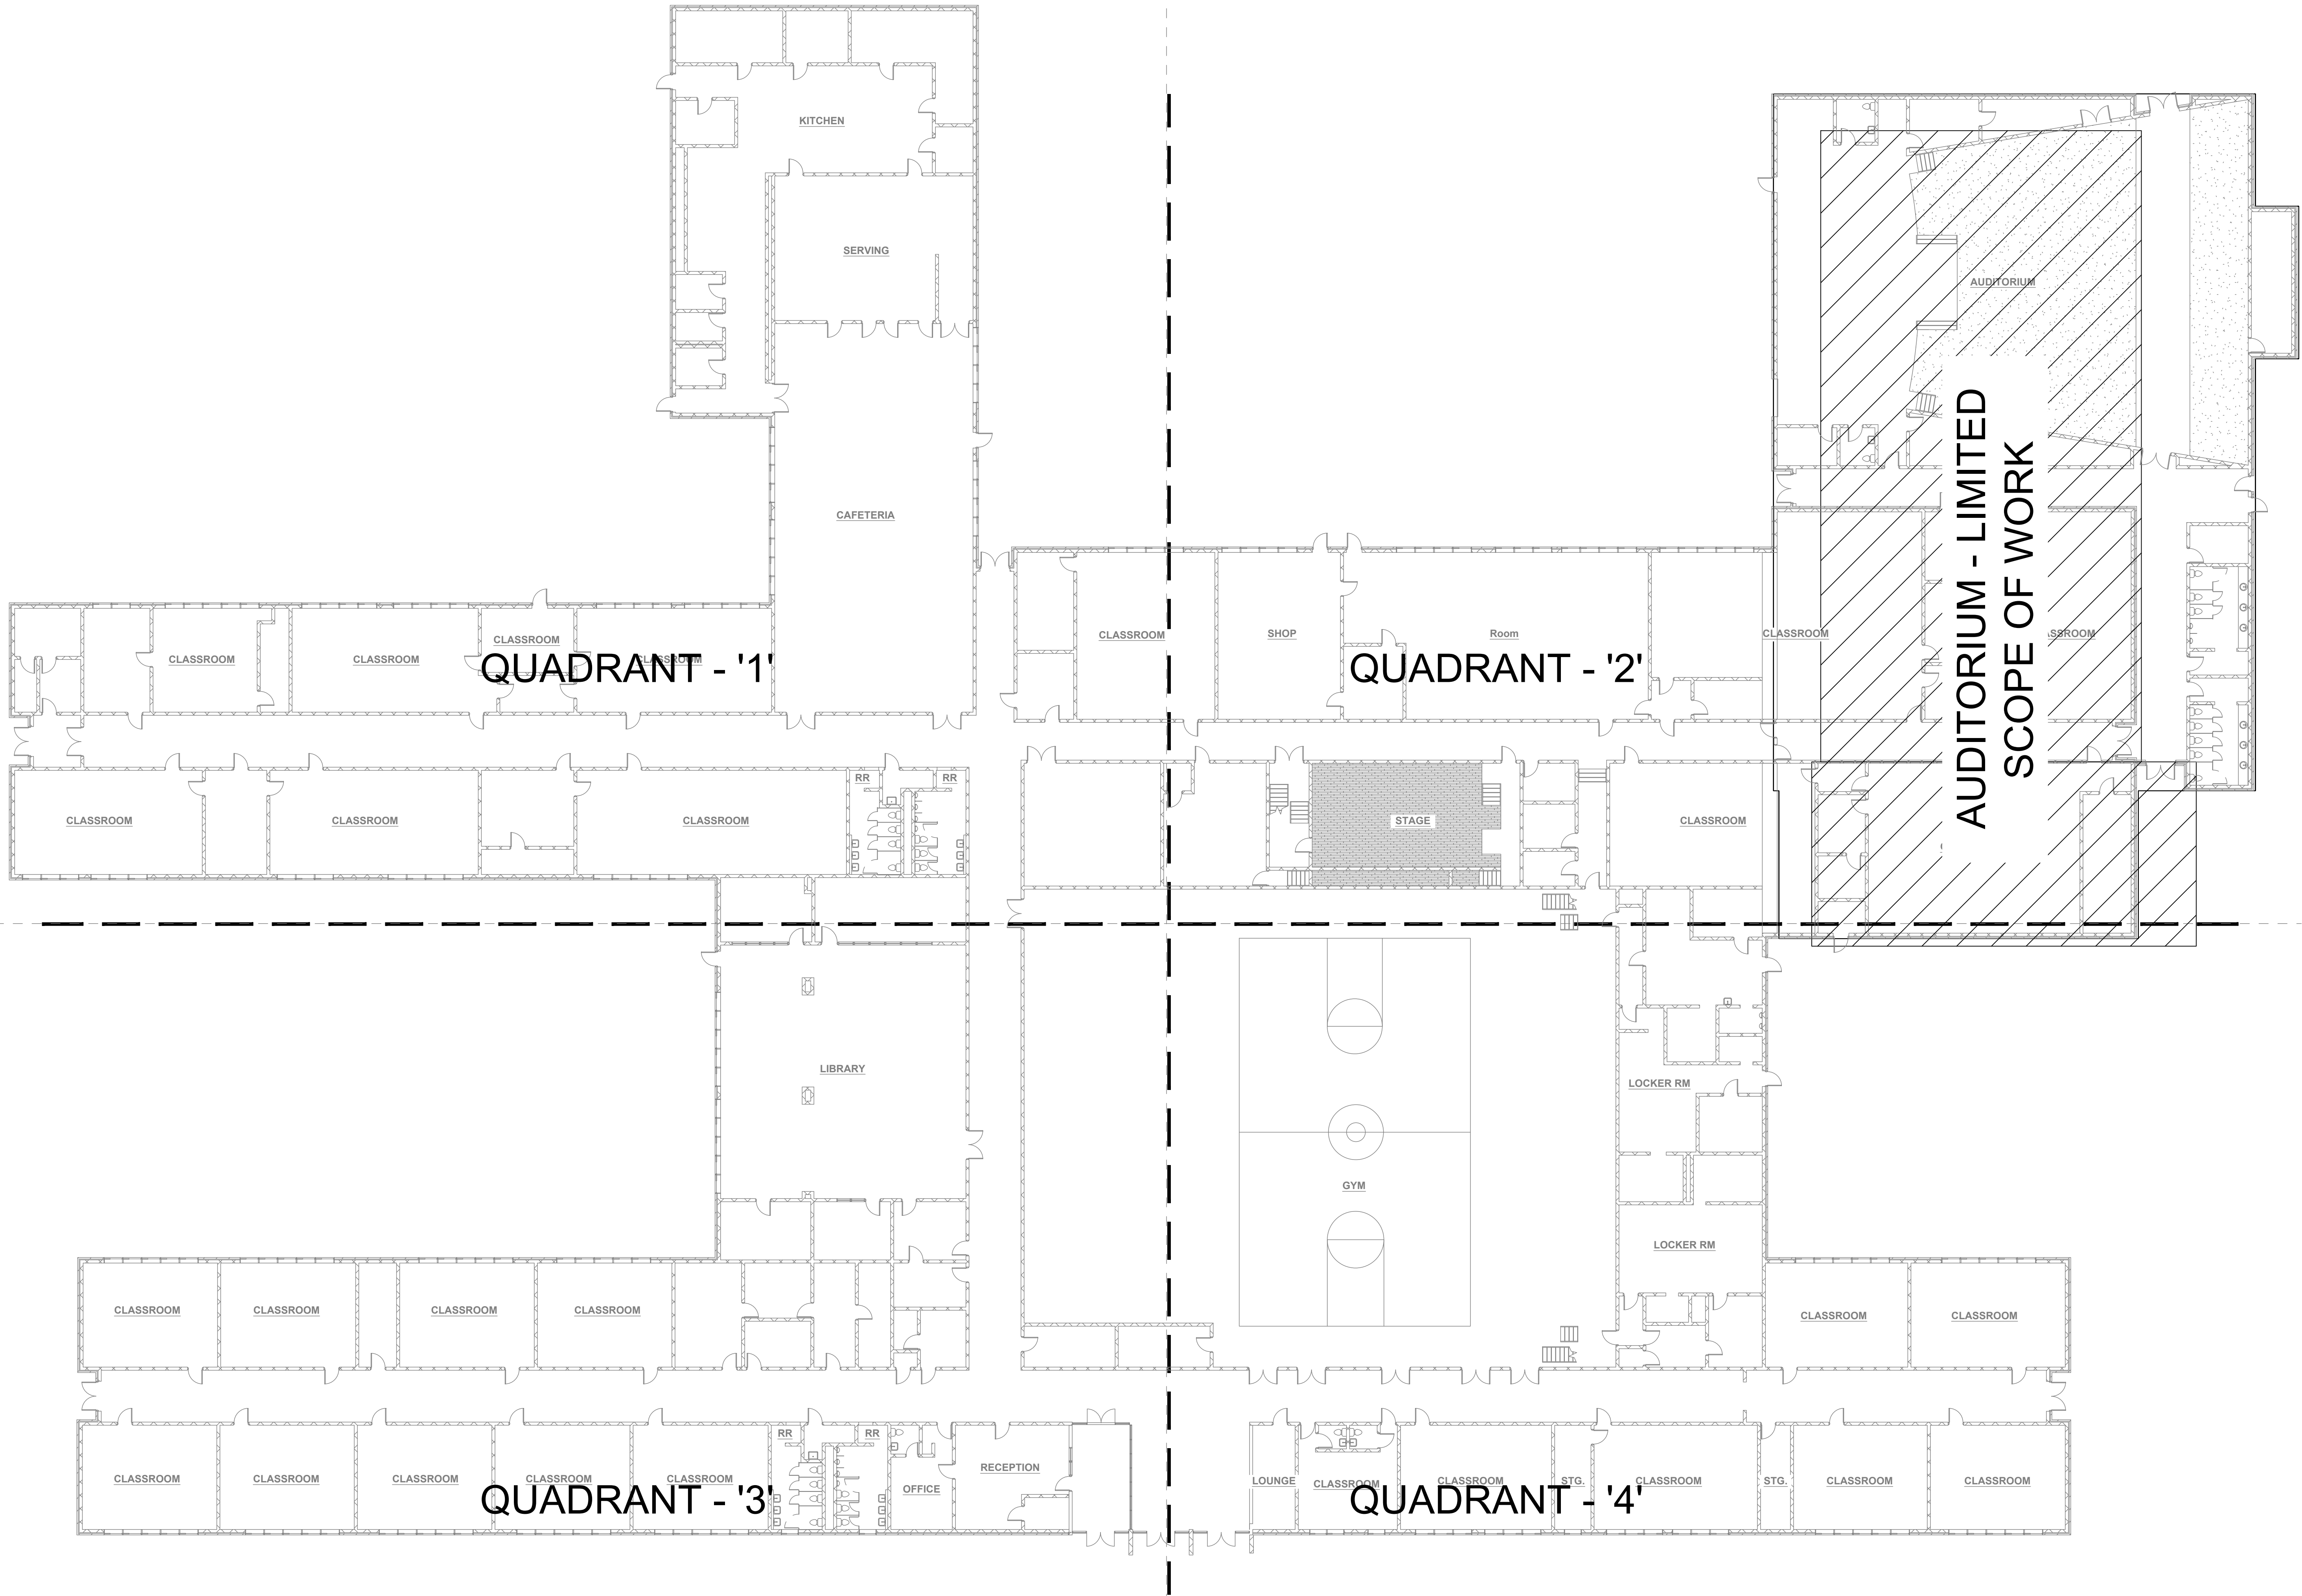 KITCHEN
SERVING
AUDITORIUM
CAFETERIA
AUDITORIUM - LIMITED
SCOPE OF WORK
CLASSROOM
CLASSROOM
CLASSROOM
CLASSROOM
QUADRANT - '1'
CLASSROOM
SHOP
Room
CLASSROOM
QUADRANT - '2'
RR
RR
CLASSROOM
CLASSROOM
CLASSROOM
STAGE
CLASSROOM
LIBRARY
LOCKER RM
GYM
LOCKER RM
CLASSROOM
CLASSROOM
CLASSROOM
CLASSROOM
CLASSROOM
CLASSROOM
RR
RR
CLASSROOM
CLASSROOM
CLASSROOM
CLASSROOM
CLASSROOM
OFFICE
RECEPTION
QUADRANT - '3'
LOUNGE
CLASSROOM
CLASSROOM
STG.
CLASSROOM
STG.
CLASSROOM
CLASSROOM
QUADRANT - '4'